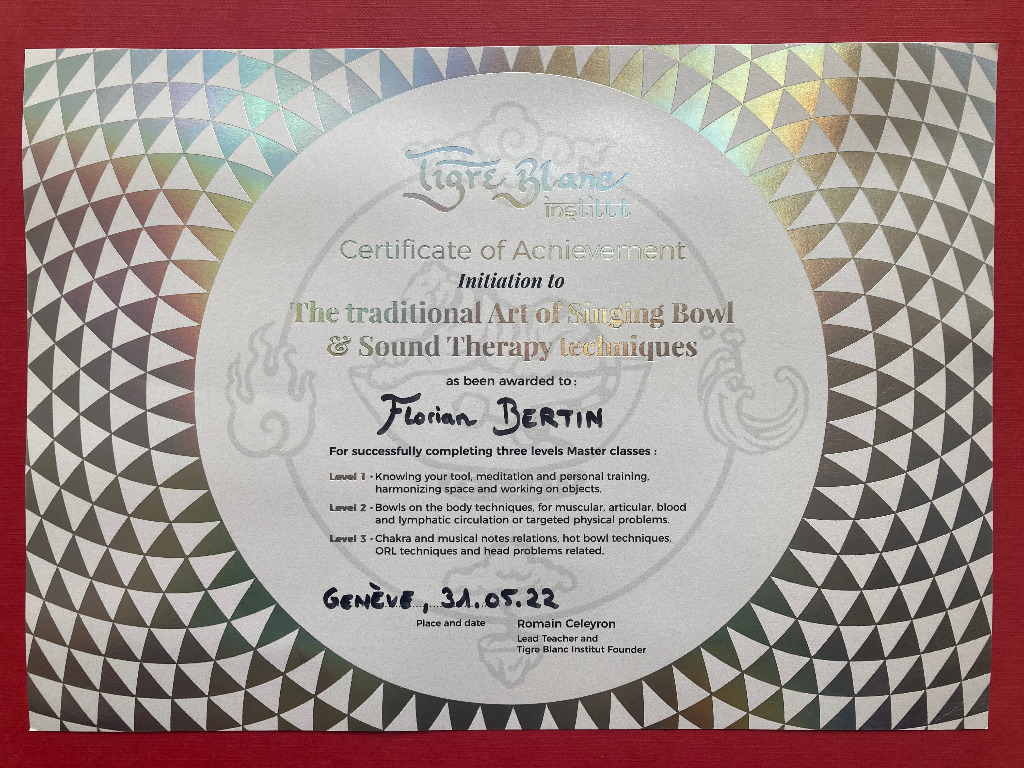 Tigre Blanc
institut
Certificate of Achievement
Initiation to
The traditional Art of Singing Bowl
& Sound Therapy techniques
as been awarded to :
Florian BERTIN
For successfully completing three levels Master classes :
Level 1 - Knowing your tool, meditation and personal training,
harmonizing space and working on objects.
Level 2 - Bowls on the body techniques, for muscular, articular, blood
and lymphatic circulation or targeted physical problems.
Level 3 - Chakra and musical notes relations, hot bowl techniques,
ORL techniques and head problems related.
GENÈVE, 31.05.22
Place and date
Romain Celeyron
Lead Teacher and
Tigre Blanc Institut Founder